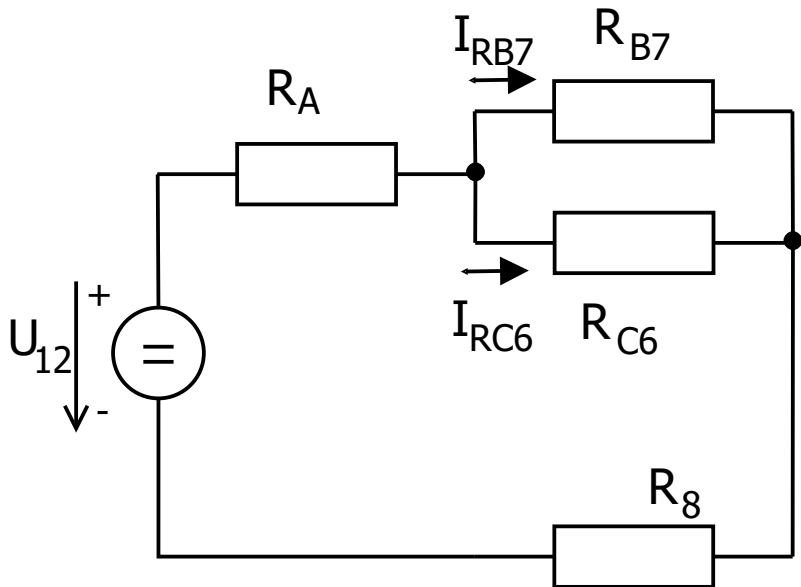 I_RB7
R_B7
R_A
I_RC6
R_C6
+
U_12
=
-
R_8